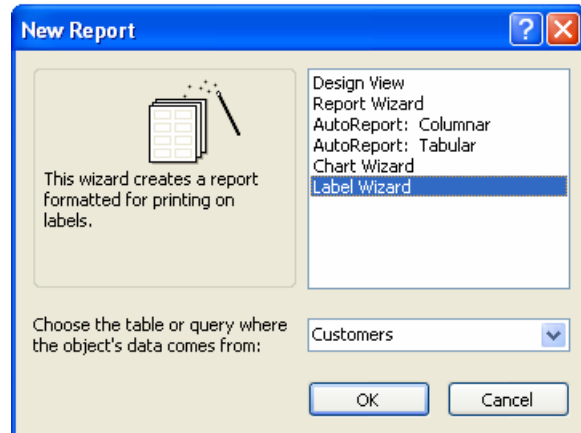 New Report
?
This wizard creates a report
formatted for printing on
labels.
Design View
Report Wizard
AutoReport: Columnar
AutoReport: Tabular
Chart Wizard
Label Wizard
Choose the table or query where
the object's data comes from:
Customers
OK
Cancel